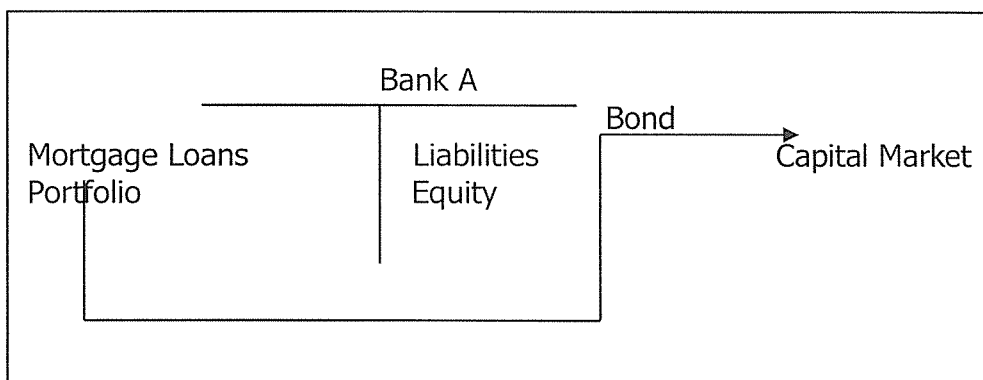 Bank A
Bond
Mortgage Loans
Portfolio
Liabilities
Equity
Capital Market